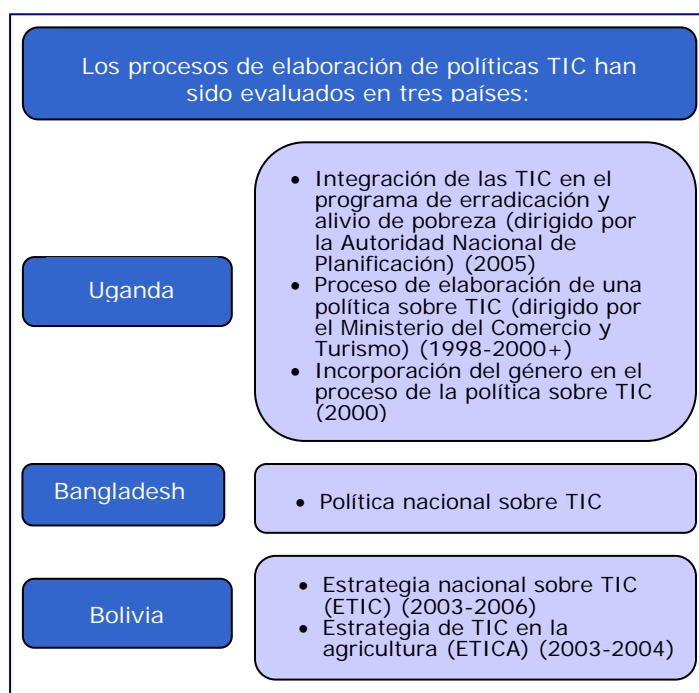 Los procesos de elaboración de políticas TIC han
sido evaluados en tres países:
Uganda
• Integración de las TIC en el
programa de erradicación y
alivio de pobreza (dirigido por
la Autoridad Nacional de
Planificación) (2005)
• Proceso de elaboración de una
política sobre TIC (dirigido por
el Ministerio del Comercio y
Turismo) (1998-2000+)
• Incorporación del género en el
proceso de la política sobre TIC
(2000)
Bangladesh
• Política nacional sobre TIC
Bolivia
• Estrategia nacional sobre TIC
(ETIC) (2003-2006)
• Estrategia de TIC en la
agricultura (ETICA) (2003-2004)